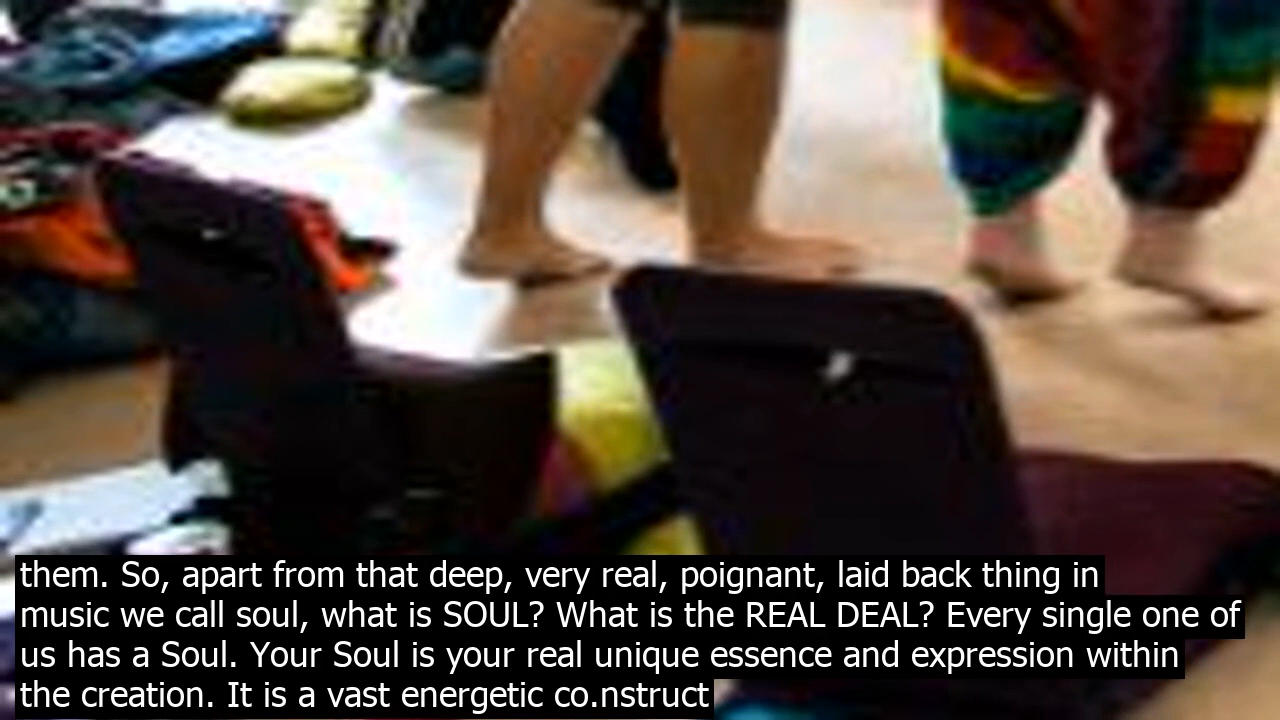 them. So, apart from that deep, very real, poignant, laid back thing in
music we call soul, what is SOUL? What is the REAL DEAL? Every single one of
us has a Soul. Your Soul is your real unique essence and expression within
the creation. It is a vast energetic co.nstruct